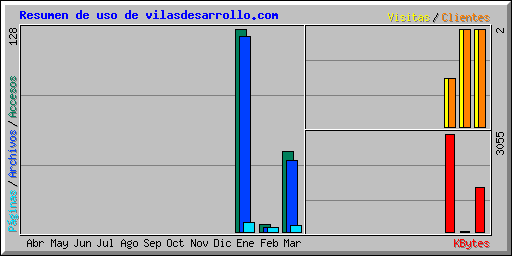 Resumen de uso de vilasdesarrollo.com
Visitas/Clientes
128
2
Páginas/Archivos/Accesos
3055
Abr May Jun Jul Ago Sep Oct Nov Dic Ene Feb Mar
KBytes